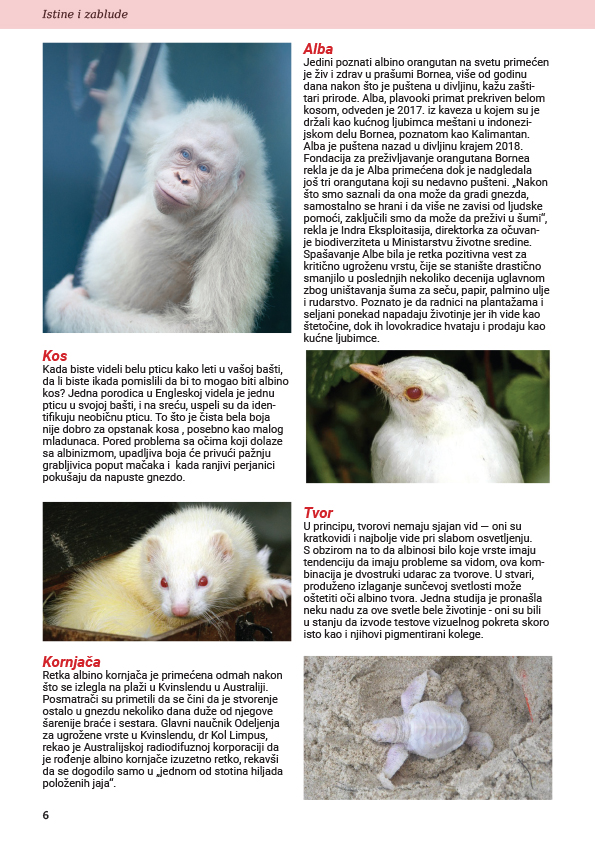 Istine i zablude
Alba
Jedini poznati albino orangutan na svetu primećen
je živ i zdrav u prašumi Bornea, više od godinu
dana nakon što je puštena u divljinu, kažu zašti-
tari prirode. Alba, plavooki primat prekriven belom
kosom, odveden je 2017. iz kaveza u kojem su je
držali kao kućnog ljubimca meštani u indonezi-
jskom delu Bornea, poznatom kao Kalimantan.
Alba je puštena nazad u divljinu krajem 2018.
Fondacija za preživljavanje orangutana Bornea
rekla je da je Alba primećena dok je nadgledala
još tri orangutana koji su nedavno pušteni. „Nakon
što smo saznali da ona može da gradi gnezda,
samostalno se hrani i da više ne zavisi od ljudske
pomoći, zaključili smo da može da preživi u šumi“,
rekla je Indra Eksploitasija, direktorka za očuvan-
je biodiverziteta u Ministarstvu životne sredine.
Spašavanje Albe bila je retka pozitivna vest za
kritično ugroženu vrstu, čije se stanište drastično
smanjilo u poslednjih nekoliko decenija uglavnom
zbog uništavanja šuma za seču, papir, palmino ulje
i rudarstvo. Poznato je da radnici na plantažama i
seljani ponekad napadaju životinje jer ih vide kao
štetočine, dok ih lovokradice hvataju i prodaju kao
kućne ljubimce.
Kos
Kada biste videli belu pticu kako leti u vašoj bašti,
da li biste ikada pomislili da bi to mogao biti albino
kos? Jedna porodica u Engleskoj videla je jednu
pticu u svojoj bašti, i na sreću, uspeli su da iden-
tifikuju neobičnu pticu. To što je čista bela boja
nije dobro za opstanak kosa , posebno kao malog
mladunaca. Pored problema sa očima koji dolaze
sa albinizmom, upadljiva boja će privući pažnju
grabljivica poput mačaka i  kada ranjivi perjanici
pokušaju da napuste gnezdo.
Tvor
U principu, tvorovi nemaju sjajan vid — oni su
kratkovidi i najbolje vide pri slabom osvetljenju.
S obzirom na to da albinosi bilo koje vrste imaju
tendenciju da imaju probleme sa vidom, ova kom-
binacija je dvostruki udarac za tvorove. U stvari,
produženo izlaganje sunčevoj svetlosti može
oštetiti oči albino tvora. Jedna studija je pronašla
neku nadu za ove svetle bele životinje - oni su bili
u stanju da izvode testove vizuelnog pokreta skoro
isto kao i njihovi pigmentirani kolege.
Kornjača
Retka albino kornjača je primećena odmah nakon
što se izlegla na plaži u Kvinslendu u Australiji.
Posmatrači su primetili da se čini da je stvorenje
ostalo u gnezdu nekoliko dana duže od njegove
šarenije braće i sestara. Glavni naučnik Odeljenja
za ugrožene vrste u Kvinslendu, dr Kol Limpus,
rekao je Australijskoj radiodifuznoj korporaciji da
je rođenje albino kornjače izuzetno retko, rekavši
da se dogodilo samo u „jednom od stotina hiljada
položenih jaja“.
6